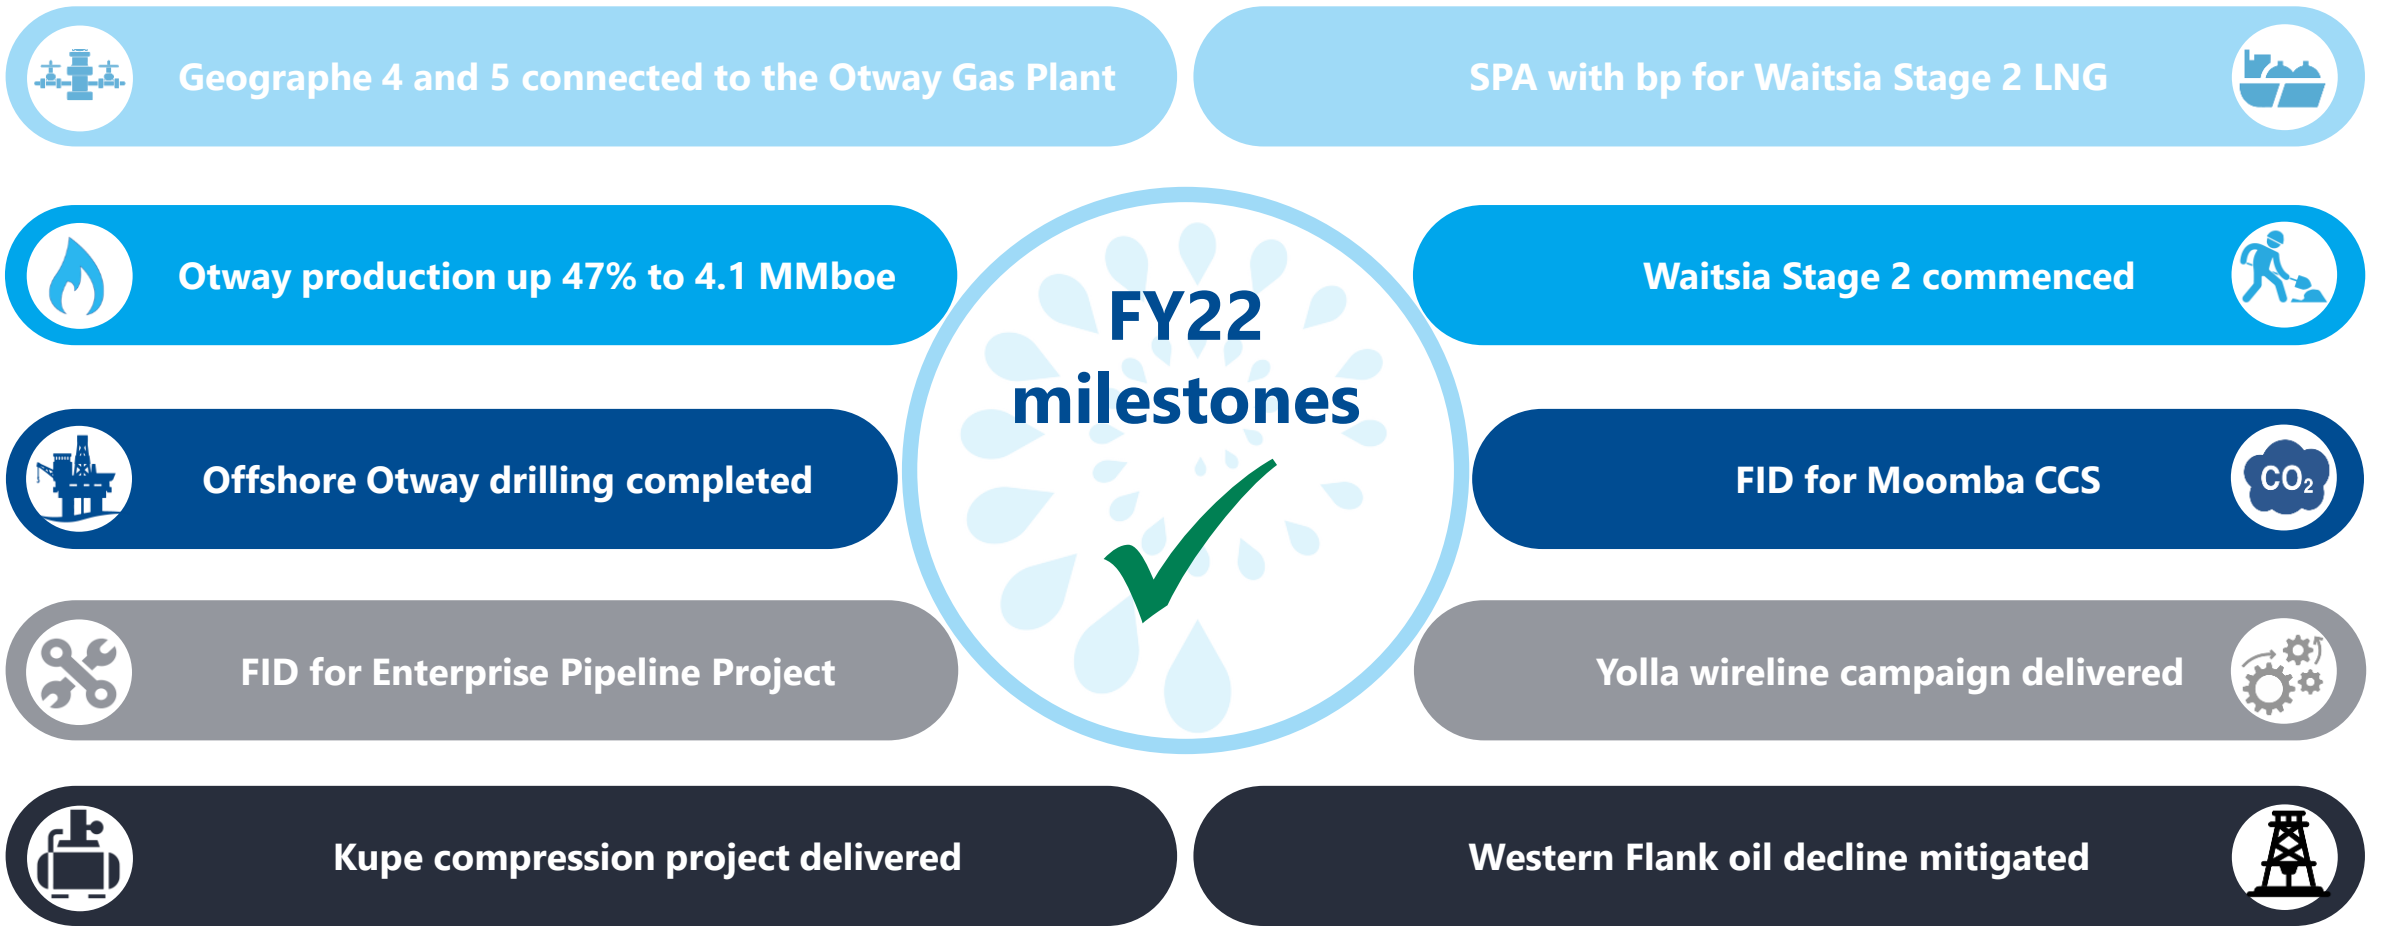 Geographe 4 and 5 connected to the Otway Gas Plant
SPA with bp for Waitsia Stage 2 LNG
Otway production up 47% to 4.1 MMboe
Waitsia Stage 2 commenced
FY22
milestones
Offshore Otway drilling completed
FID for Moomba CCS
CO₂
FID for Enterprise Pipeline Project
Yolla wireline campaign delivered
Kupe compression project delivered
Western Flank oil decline mitigated